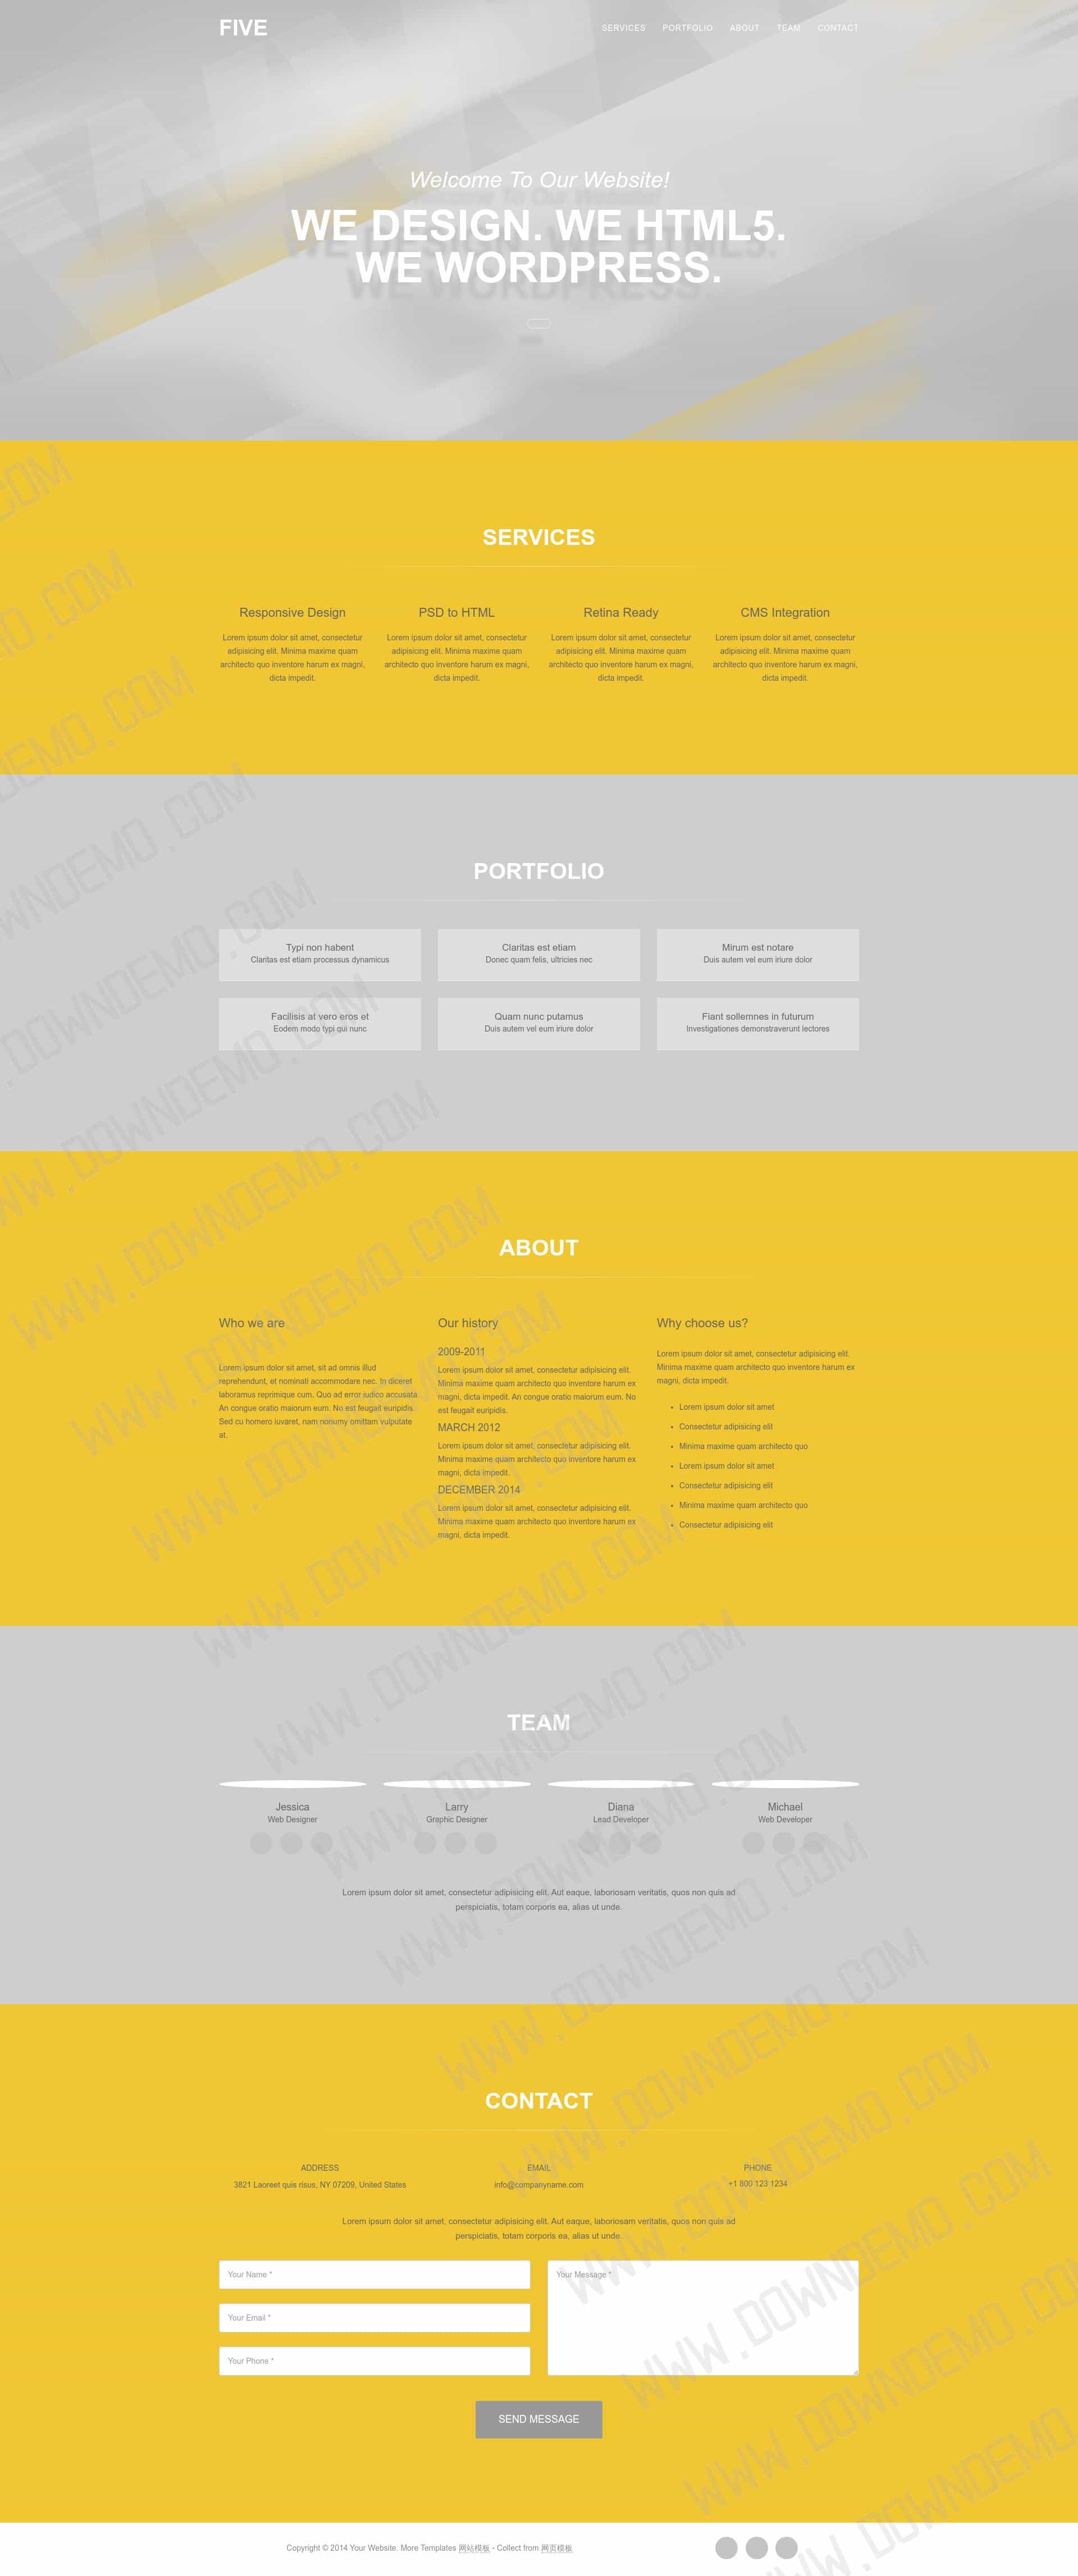 FIVE
SERVICES PORTFOLIO ABOUT TEAM CONTACT
Welcome To Our Website!
WE DESIGN. WE HTML5.
WE WORDPRESS.
SERVICES
Responsive Design
Lorem ipsum dolor sit amet, consectetur
adipisicing elit. Minima maxime quam
architecto quo inventore harum ex magni,
dicta impedit.
PSD to HTML
Lorem ipsum dolor sit amet, consectetur
adipisicing elit. Minima maxime quam
architecto quo inventore harum ex magni,
dicta impedit.
Retina Ready
Lorem ipsum dolor sit amet, consectetur
adipisicing elit. Minima maxime quam
architecto quo inventore harum ex magni,
dicta impedit.
CMS Integration
Lorem ipsum dolor sit amet, consectetur
adipisicing elit. Minima maxime quam
architecto quo inventore harum ex magni,
dicta impedit.
PORTFOLIO
Typi non habent
Claritas est etiam processus dynamicus
Claritas est etiam
Donec quam felis, ultricies nec
Mirum est notare
Duis autem vel eum iriure dolor
Facilisis at vero eros et
Eodem modo typi qui nunc
Quam nunc putamus
Duis autem vel eum iriure dolor
Fiant sollemnes in futurum
Investigationes demonstraverunt lectores
ABOUT
Who we are
Lorem ipsum dolor sit amet, sit ad omnis illud
reprehendunt, et nominati accommodare nec. In diceret
laboramus reprimique cum. Quo ad error iudico accusata.
An congue oratio maiorum eum. No est feugait euripidis.
Sed cu homero iuvaret, nam nonumy omittam vulputate
at.
Our history
2009-2011
Lorem ipsum dolor sit amet, consectetur adipisicing elit.
Minima maxime quam architecto quo inventore harum ex
magni, dicta impedit. An congue oratio maiorum eum. No
est feugait euripidis.
MARCH 2012
Lorem ipsum dolor sit amet, consectetur adipisicing elit.
Minima maxime quam architecto quo inventore harum ex
magni, dicta impedit.
DECEMBER 2014
Lorem ipsum dolor sit amet, consectetur adipisicing elit.
Minima maxime quam architecto quo inventore harum ex
magni, dicta impedit.
Why choose us?
Lorem ipsum dolor sit amet, consectetur adipisicing elit.
Minima maxime quam architecto quo inventore harum ex
magni, dicta impedit.
Lorem ipsum dolor sit amet
Consectetur adipisicing elit
Minima maxime quam architecto quo
Lorem ipsum dolor sit amet
Consectetur adipisicing elit
Minima maxime quam architecto quo
Consectetur adipisicing elit
TEAM
Jessica
Web Designer
Larry
Graphic Designer
Diana
Lead Developer
Michael
Web Developer
Lorem ipsum dolor sit amet, consectetur adipisicing elit. Aut eaque, laboriosam veritatis, quos non quis ad
perspiciatis, totam corporis ea, alias ut unde.
CONTACT
ADDRESS
3821 Laoreet quis risus, NY 07209, United States
EMAIL
info@companyname.com
PHONE
+1 800 123 1234
Lorem ipsum dolor sit amet, consectetur adipisicing elit. Aut eaque, laboriosam veritatis, quos non quis ad
perspiciatis, totam corporis ea, alias ut unde.
Your Name *
Your Email *
Your Phone *
Your Message *
SEND MESSAGE
Copyright © 2014 Your Website. More Templates 网站模板 - Collect from 网页模板
WWW.DOWNDEMO.COM